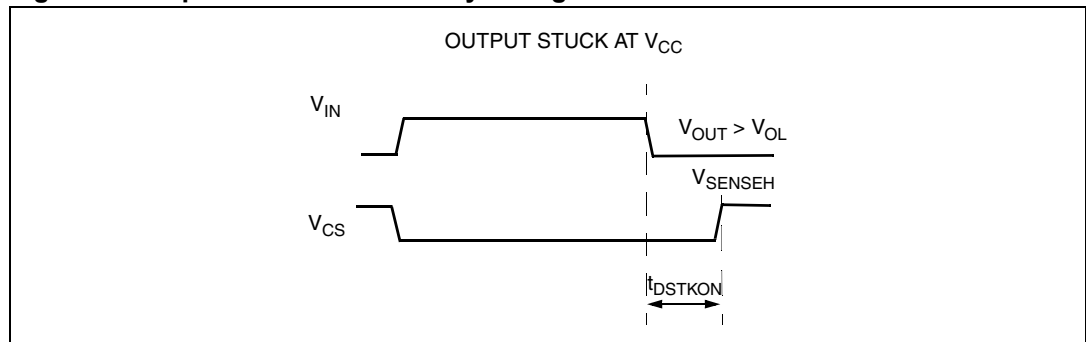 OUTPUT STUCK AT VCC
VIN
VOUT > VOL
VSENSEH
VCS
tDSTKON